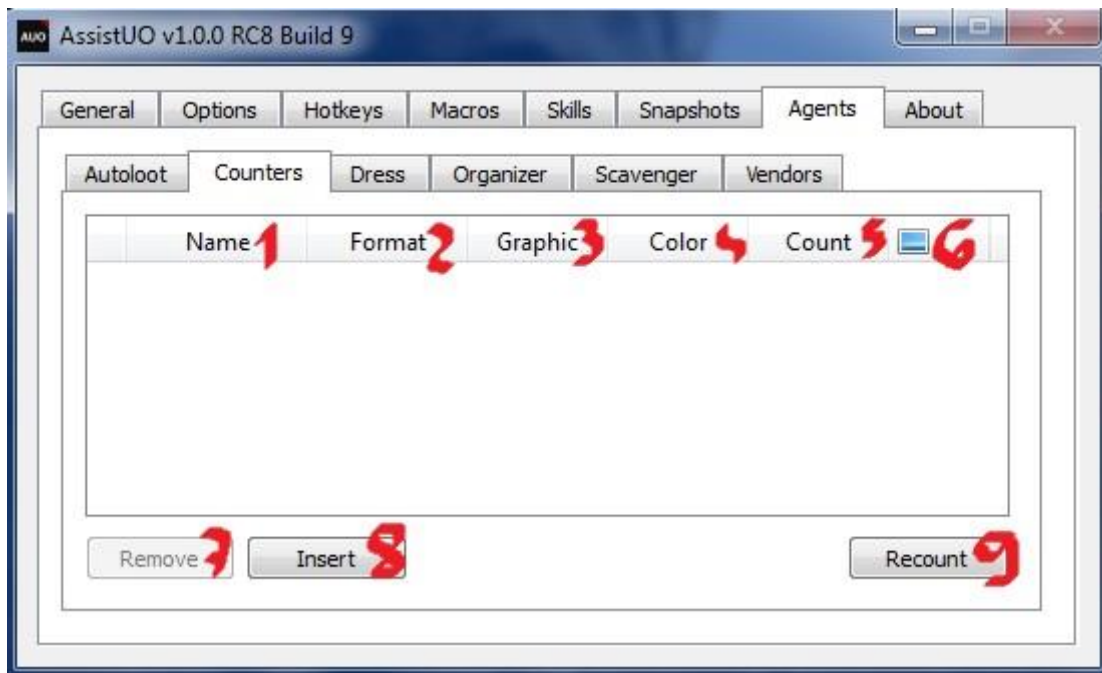 AUO AssistUO v1.0.0 RC8 Build 9
General Options Hotkeys Macros Skills Snapshots Agents About
Autoloot Counters Dress Organizer Scavenger Vendors
Name 1 Format 2 Graphic 3 Color 4 Count 5 6
Remove 7 Insert 8 Recount 9